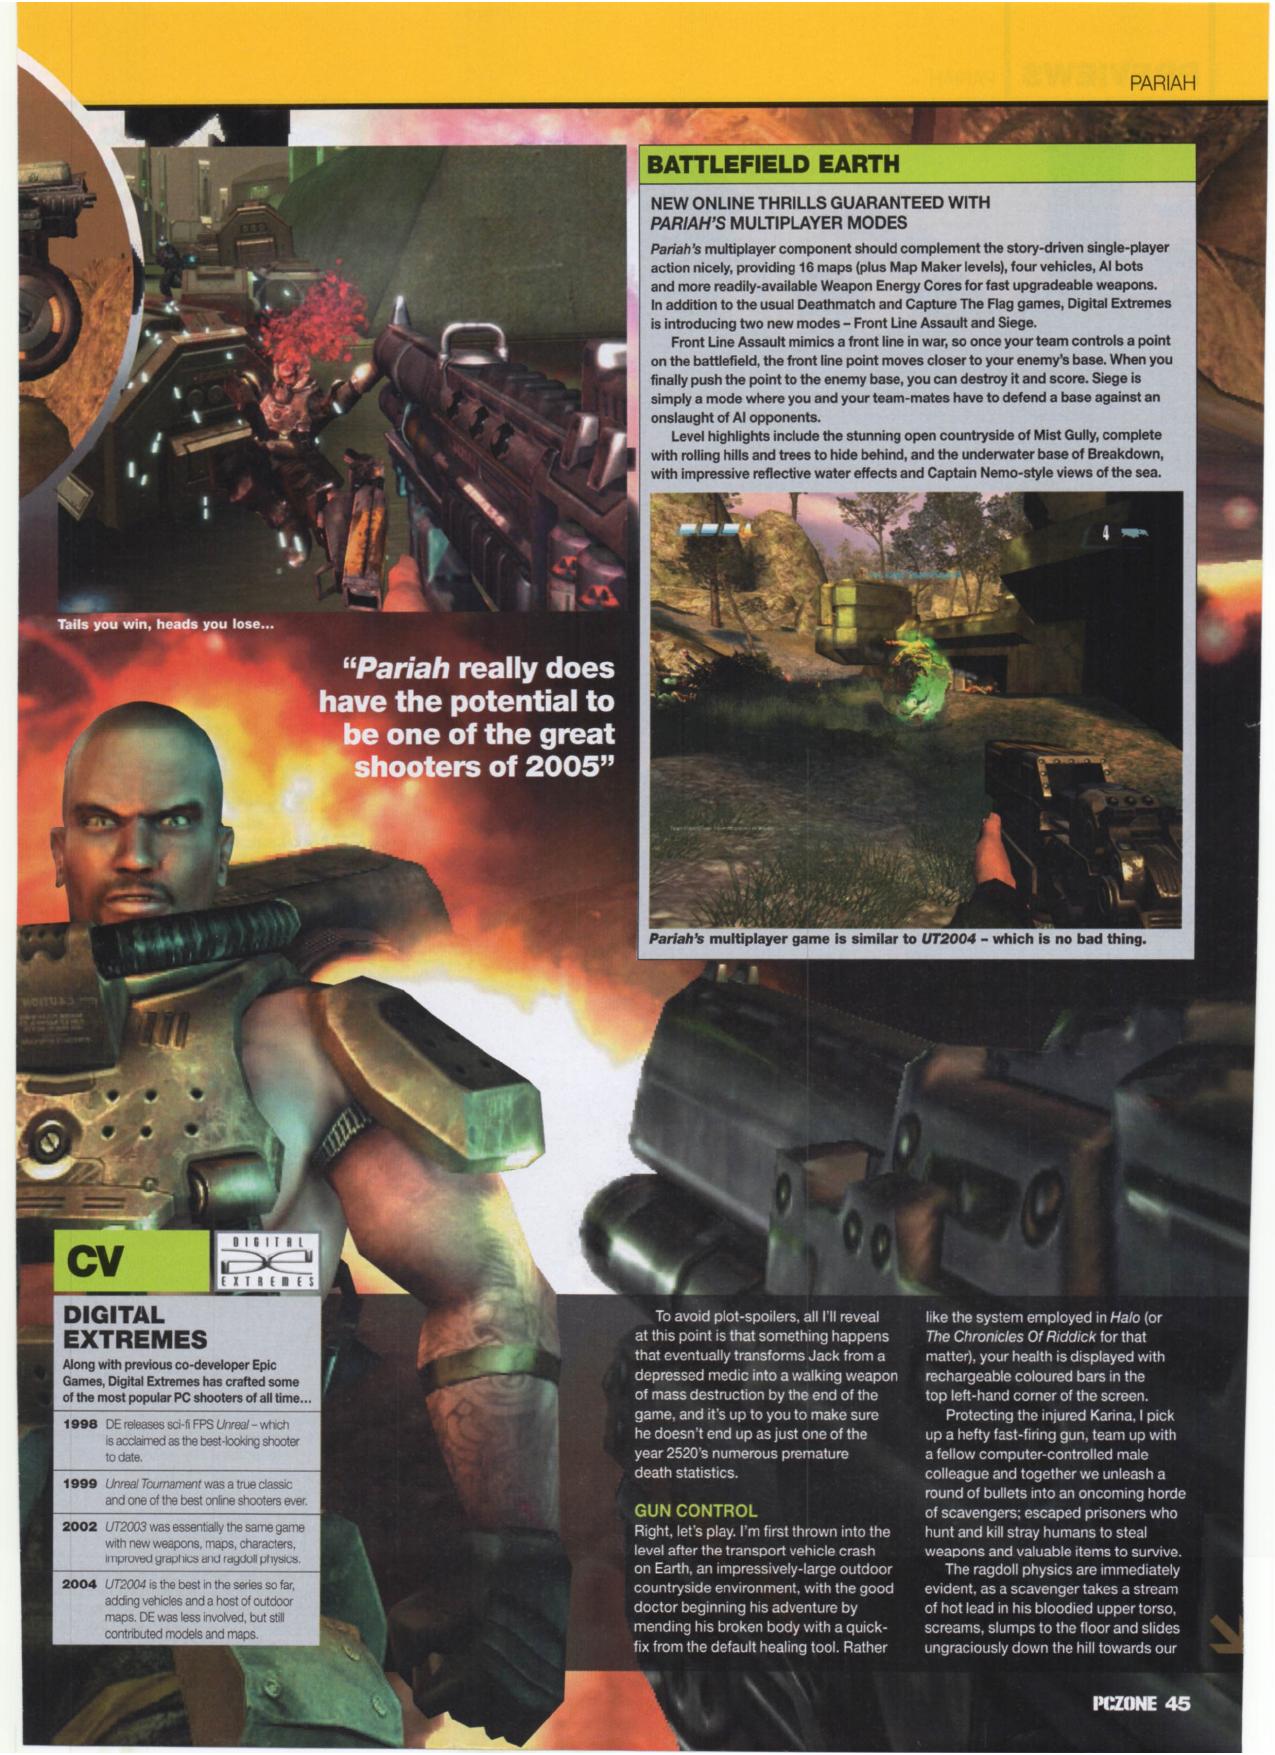 PARIAH
Tails you win, heads you lose...
“Pariah really does
have the potential to
be one of the great
shooters of 2005”
BATTLEFIELD EARTH
NEW ONLINE THRILLS GUARANTEED WITH
PARIAH'S MULTIPLAYER MODES
Pariah's multiplayer component should complement the story-driven single-player
action nicely, providing 16 maps (plus Map Maker levels), four vehicles, AI bots
and more readily-available Weapon Energy Cores for fast upgradeable weapons.
In addition to the usual Deathmatch and Capture The Flag games, Digital Extremes
is introducing two new modes – Front Line Assault and Siege.
Front Line Assault mimics a front line in war, so once your team controls a point
on the battlefield, the front line point moves closer to your enemy's base. When you
finally push the point to the enemy base, you can destroy it and score. Siege is
simply a mode where you and your team-mates have to defend a base against an
onslaught of AI opponents.
Level highlights include the stunning open countryside of Mist Gully, complete
with rolling hills and trees to hide behind, and the underwater base of Breakdown,
with impressive reflective water effects and Captain Nemo-style views of the sea.
4
Pariah's multiplayer game is similar to UT2004 – which is no bad thing.
CV
DIGITAL
EXTREMES
DIGITAL
EXTREMES
Along with previous co-developer Epic
Games, Digital Extremes has crafted some
of the most popular PC shooters of all time...
1998 DE releases sci-fi FPS Unreal – which
is acclaimed as the best-looking shooter
to date.
1999 Unreal Tournament was a true classic
and one of the best online shooters ever.
2002 UT2003 was essentially the same game
with new weapons, maps, characters,
improved graphics and ragdoll physics.
2004 UT2004 is the best in the series so far,
adding vehicles and a host of outdoor
maps. DE was less involved, but still
contributed models and maps.
To avoid plot-spoilers, all I'll reveal
at this point is that something happens
that eventually transforms Jack from a
depressed medic into a walking weapon
of mass destruction by the end of the
game, and it's up to you to make sure
he doesn't end up as just one of the
year 2520's numerous premature
death statistics.
GUN CONTROL
Right, let's play. I'm first thrown into the
level after the transport vehicle crash
on Earth, an impressively-large outdoor
countryside environment, with the good
doctor beginning his adventure by
mending his broken body with a quick-
fix from the default healing tool. Rather
like the system employed in Halo (or
The Chronicles Of Riddick for that
matter), your health is displayed with
rechargeable coloured bars in the
top left-hand corner of the screen.
Protecting the injured Karina, I pick
up a hefty fast-firing gun, team up with
a fellow computer-controlled male
colleague and together we unleash a
round of bullets into an oncoming horde
of scavengers; escaped prisoners who
hunt and kill stray humans to steal
weapons and valuable items to survive.
The ragdoll physics are immediately
evident, as a scavenger takes a stream
of hot lead in his bloodied upper torso,
screams, slumps to the floor and slides
ungraciously down the hill towards our
PCZONE 45